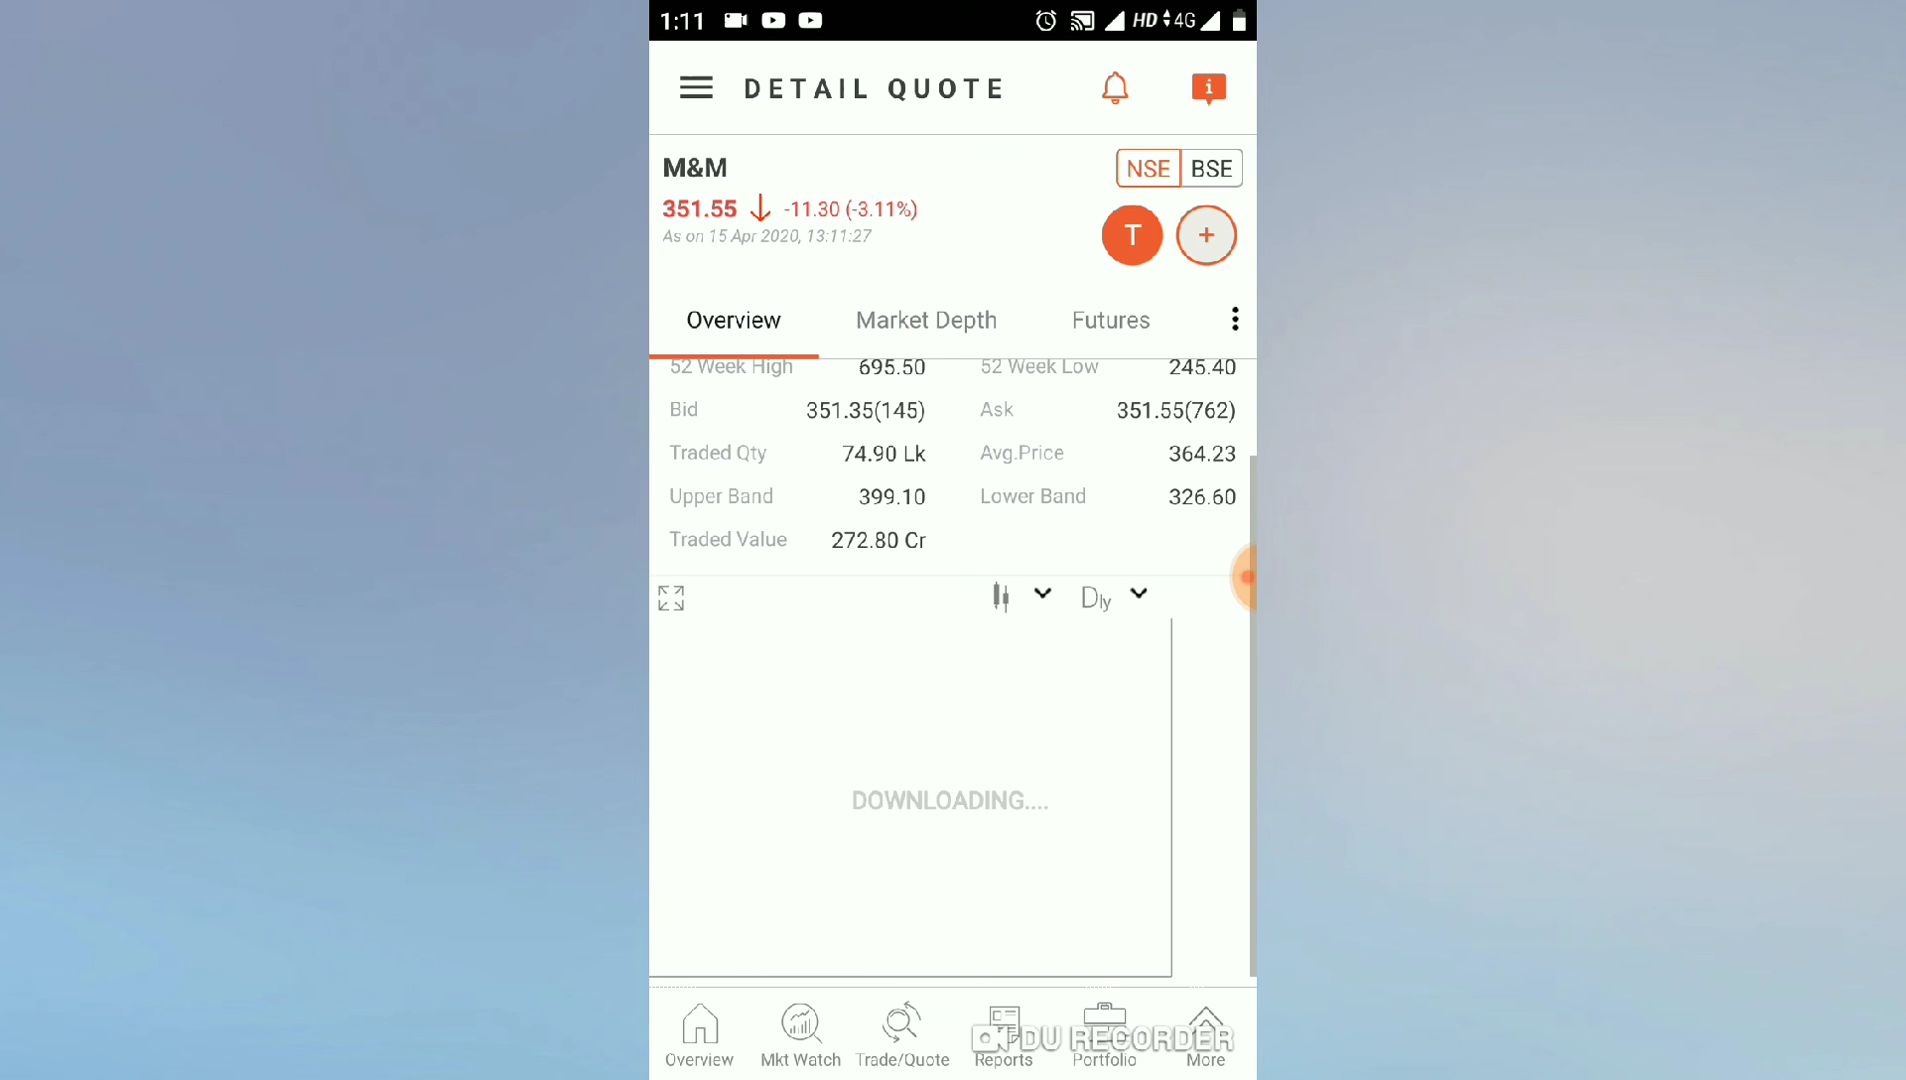 1:11 HD 4G
DETAIL QUOTE
M&M NSE BSE
351.55 -11.30 (-3.11%)
As on 15 Apr 2020, 13:11:27
T +
Overview Market Depth Futures
52 Week High 695.50 52 Week Low 245.40
Bid 351.35(145) Ask 351.55(762)
Traded Qty 74.90 Lk Avg.Price 364.23
Upper Band 399.10 Lower Band 326.60
Traded Value 272.80 Cr
Dly
DOWNLOADING....
DU RECORDER
Overview Mkt Watch Trade/Quote Reports Portfolio More